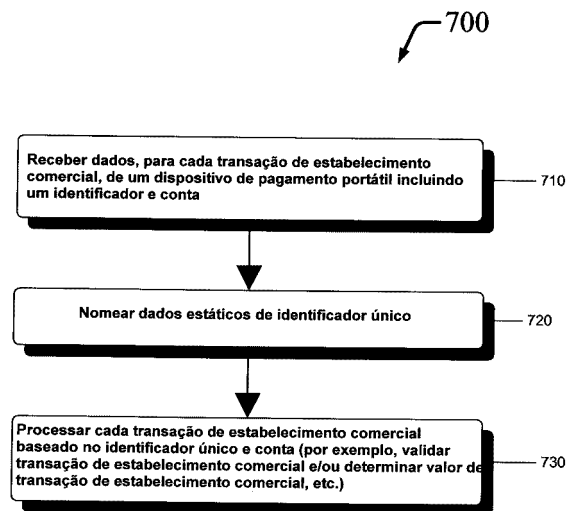 700
Receber dados, para cada transação de estabelecimento
comercial, de um dispositivo de pagamento portátil incluindo
um identificador e conta
710
Nomear dados estáticos de identificador único
720
Processar cada transação de estabelecimento comercial
baseado no identificador único e conta (por exemplo, validar
transação de estabelecimento comercial e/ou determinar valor de
transação de estabelecimento comercial, etc.)
730